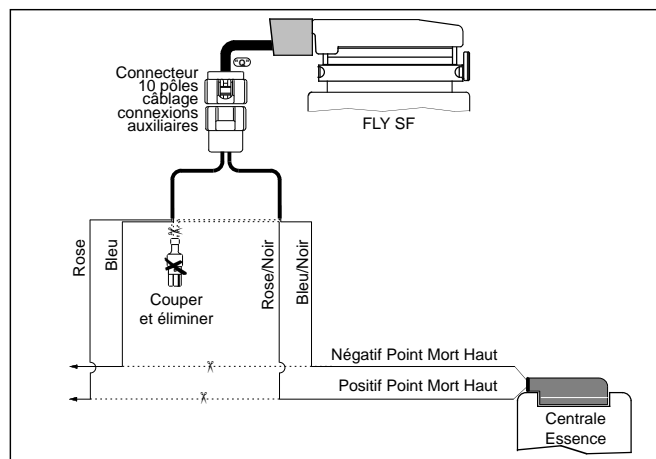 Connecteur
10 pôles
câblage
connexions
auxiliaires
FLY SF
Rose
Bleu
Rose/Noir
Bleu/Noir
Couper
et éliminer
Négatif Point Mort Haut
Positif Point Mort Haut
Centrale
Essence